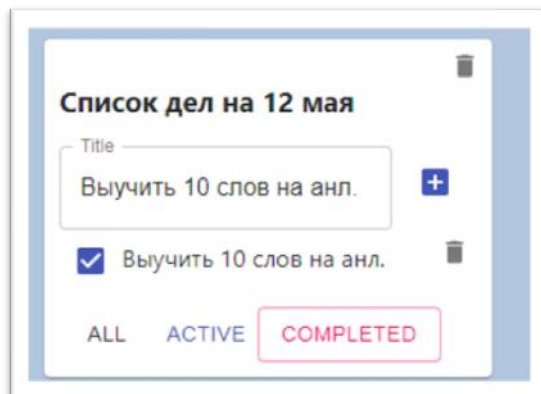 Список дел на 12 мая
Title
Выучить 10 слов на анл.
Выучить 10 слов на анл.
ALL ACTIVE COMPLETED